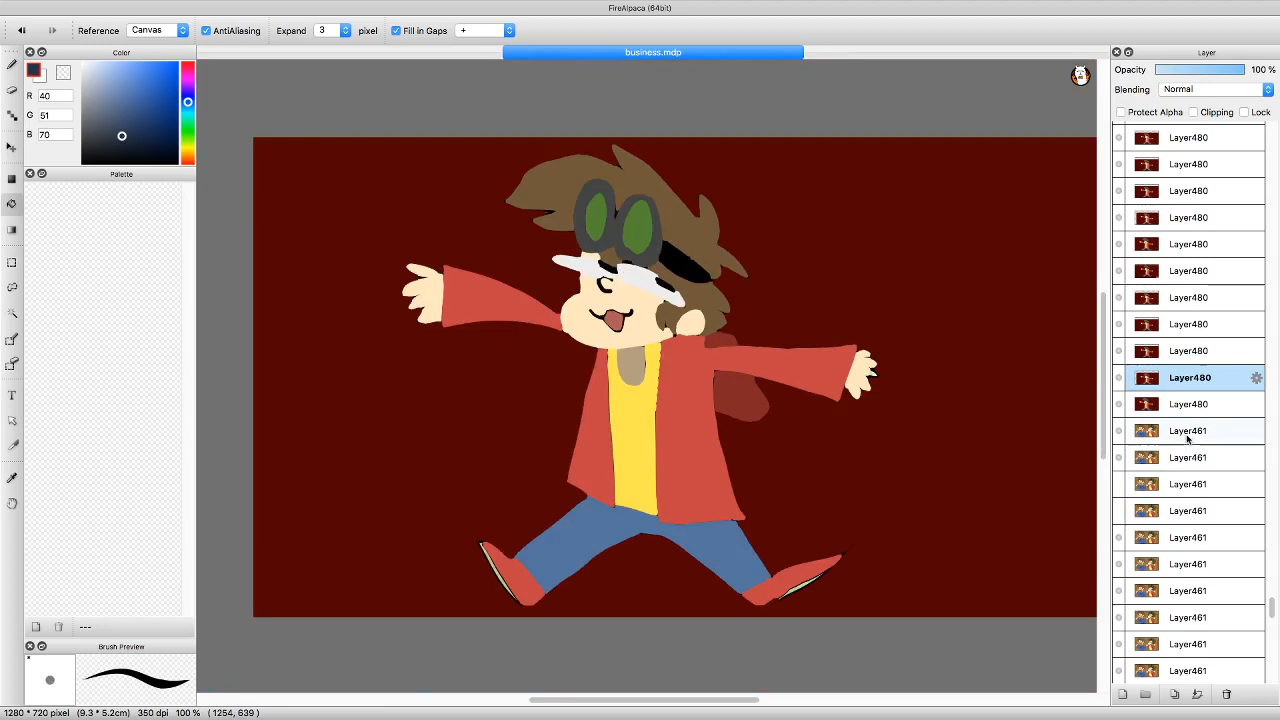 FireAlpaca (64bit)
Reference Canvas AntiAliasing Expand 3 pixel Fill in Gaps +
Color
business.mdp
Layer
R 40
G 51
B 70
Palette
---
Brush Preview
Opacity 100 %
Blending Normal
Protect Alpha Clipping Lock
Layer480
Layer480
Layer480
Layer480
Layer480
Layer480
Layer480
Layer480
Layer480
Layer480
Layer480
Layer461
Layer461
Layer461
Layer461
Layer461
Layer461
Layer461
Layer461
Layer461
Layer461
1280 * 720 pixel (9.3 * 5.2cm) 350 dpi 100 % (1254, 639 )